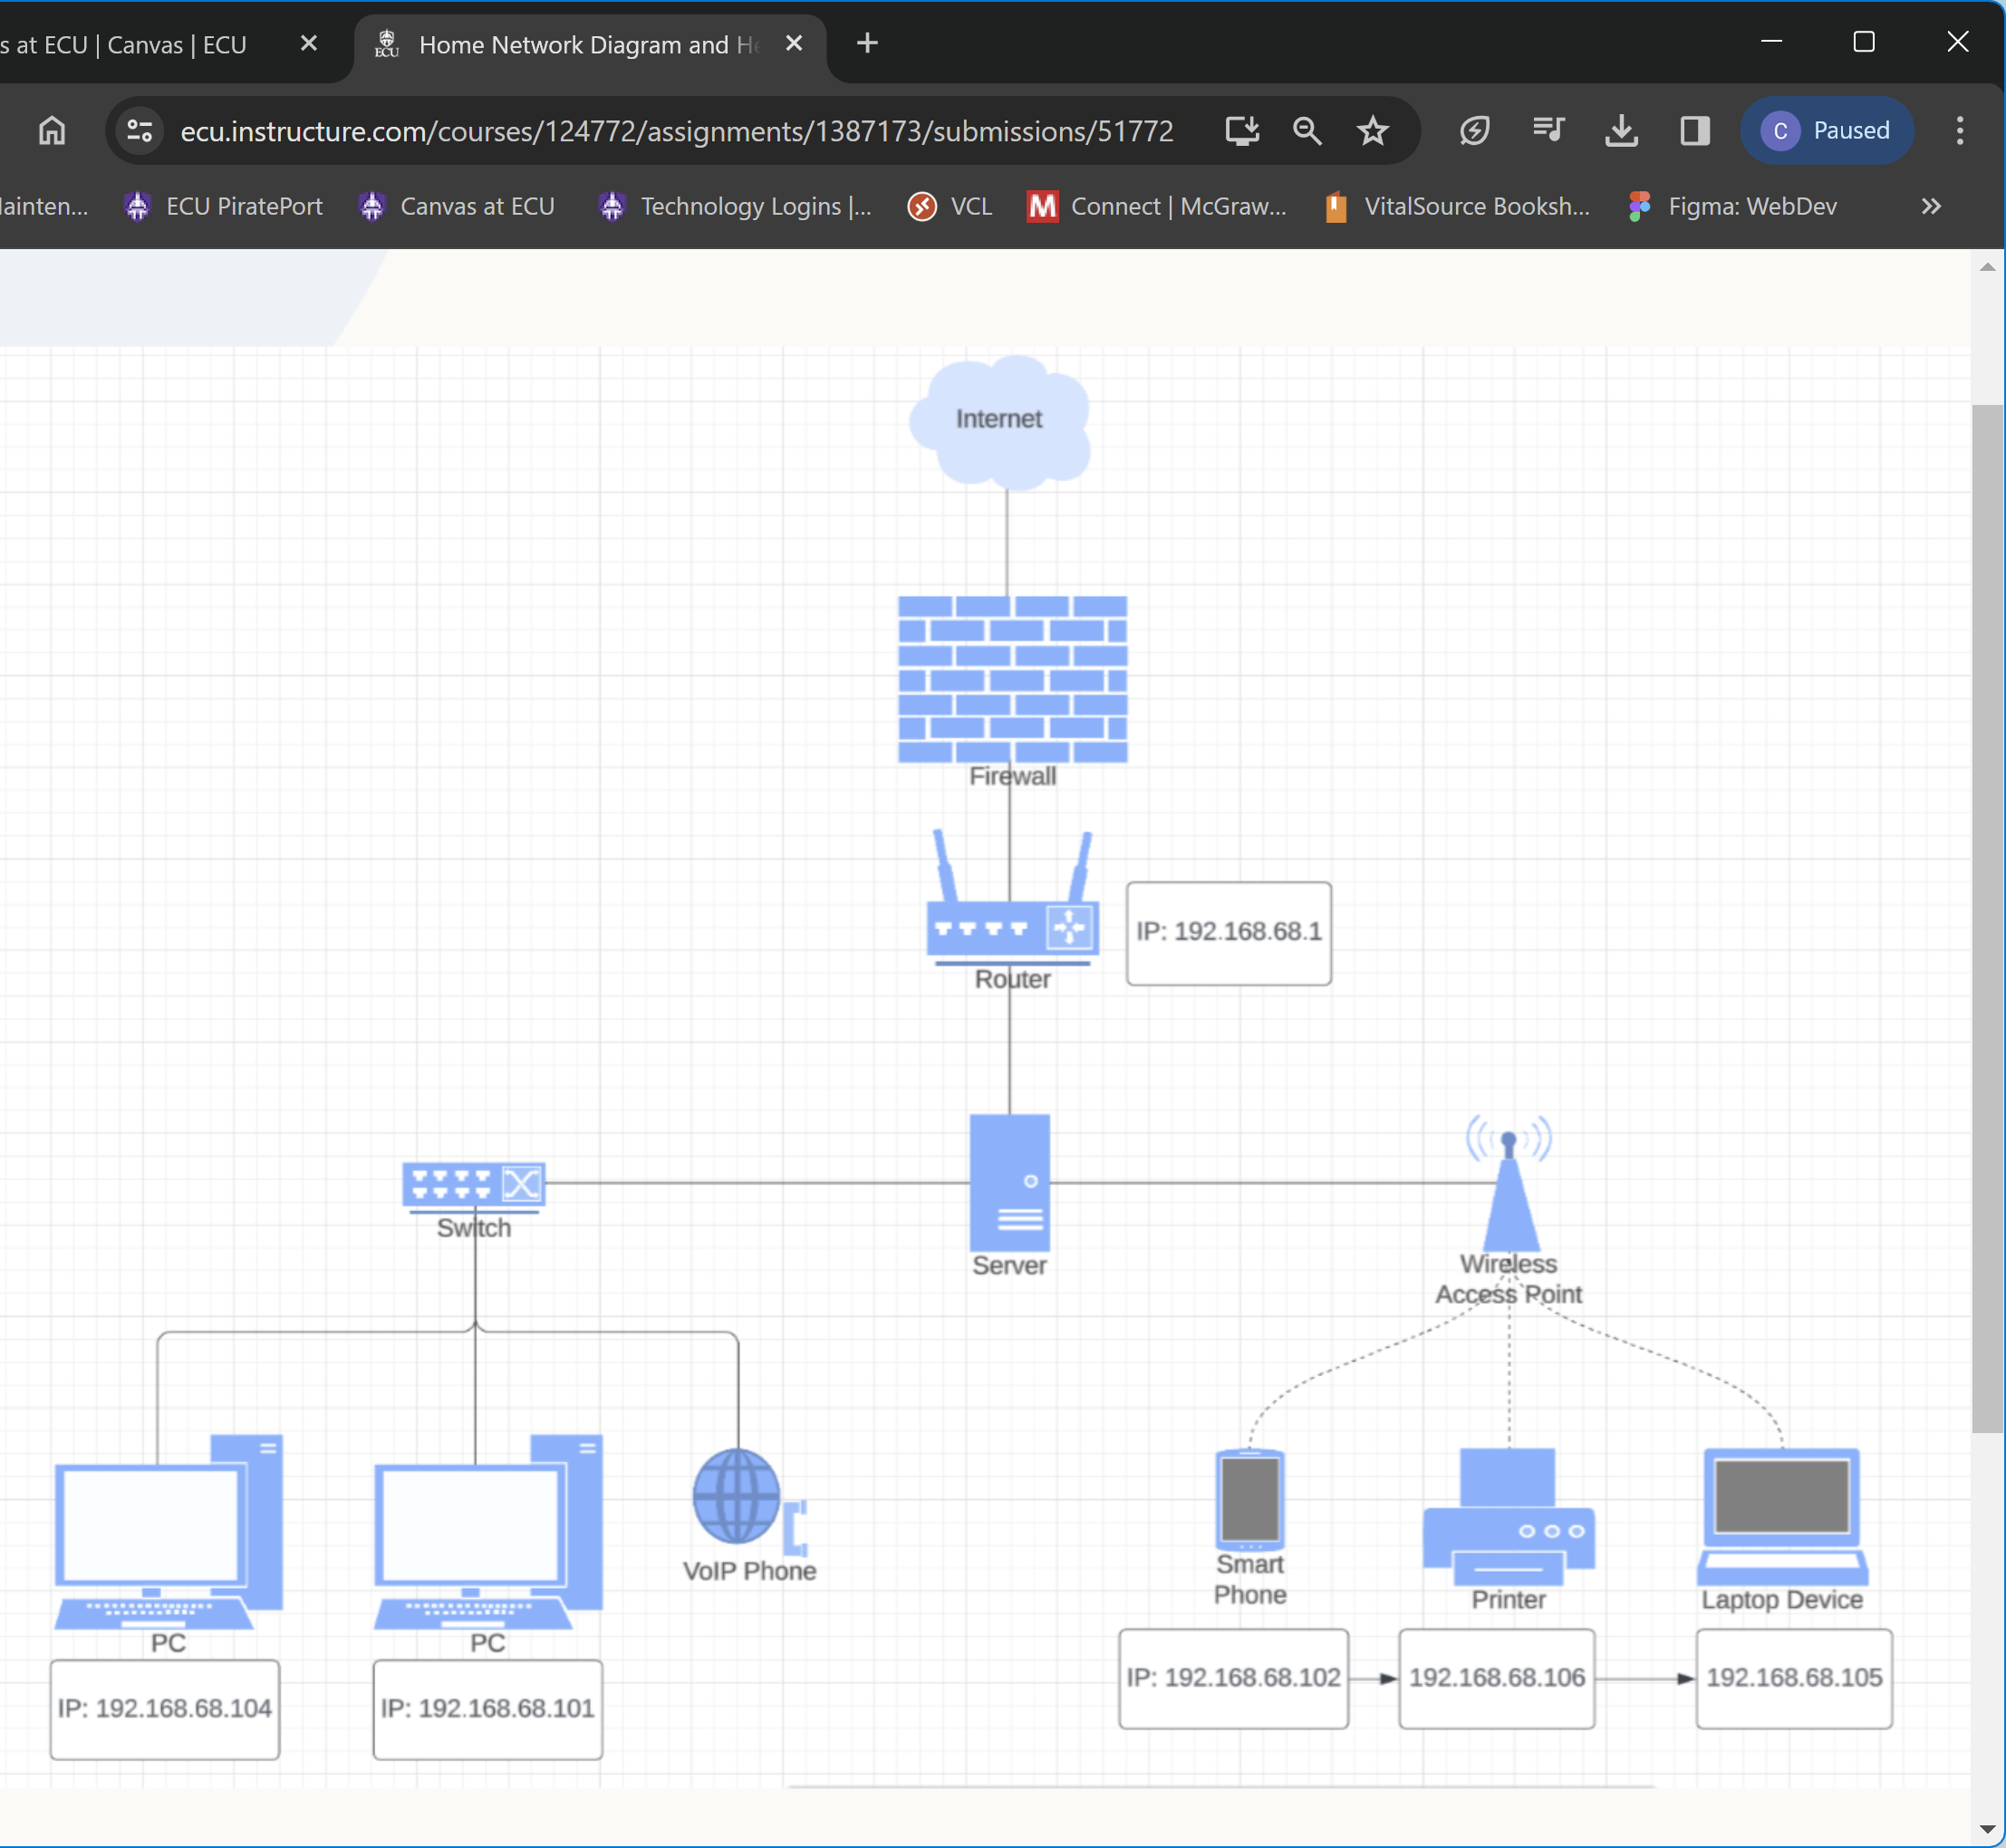 s at ECU | Canvas | ECU
ECU
Home Network Diagram and He
ecu.instructure.com/courses/124772/assignments/1387173/submissions/51772
C
Paused
lainten...
ECU PiratePort
Canvas at ECU
Technology Logins |...
VCL
M
Connect | McGraw...
VitalSource Booksh...
Figma: WebDev
Internet
Firewall
IP: 192.168.68.1
Router
Switch
Server
Wireless
Access Point
VoIP Phone
Smart
Phone
Printer
Laptop Device
PC
PC
IP: 192.168.68.102
192.168.68.106
192.168.68.105
IP: 192.168.68.104
IP: 192.168.68.101